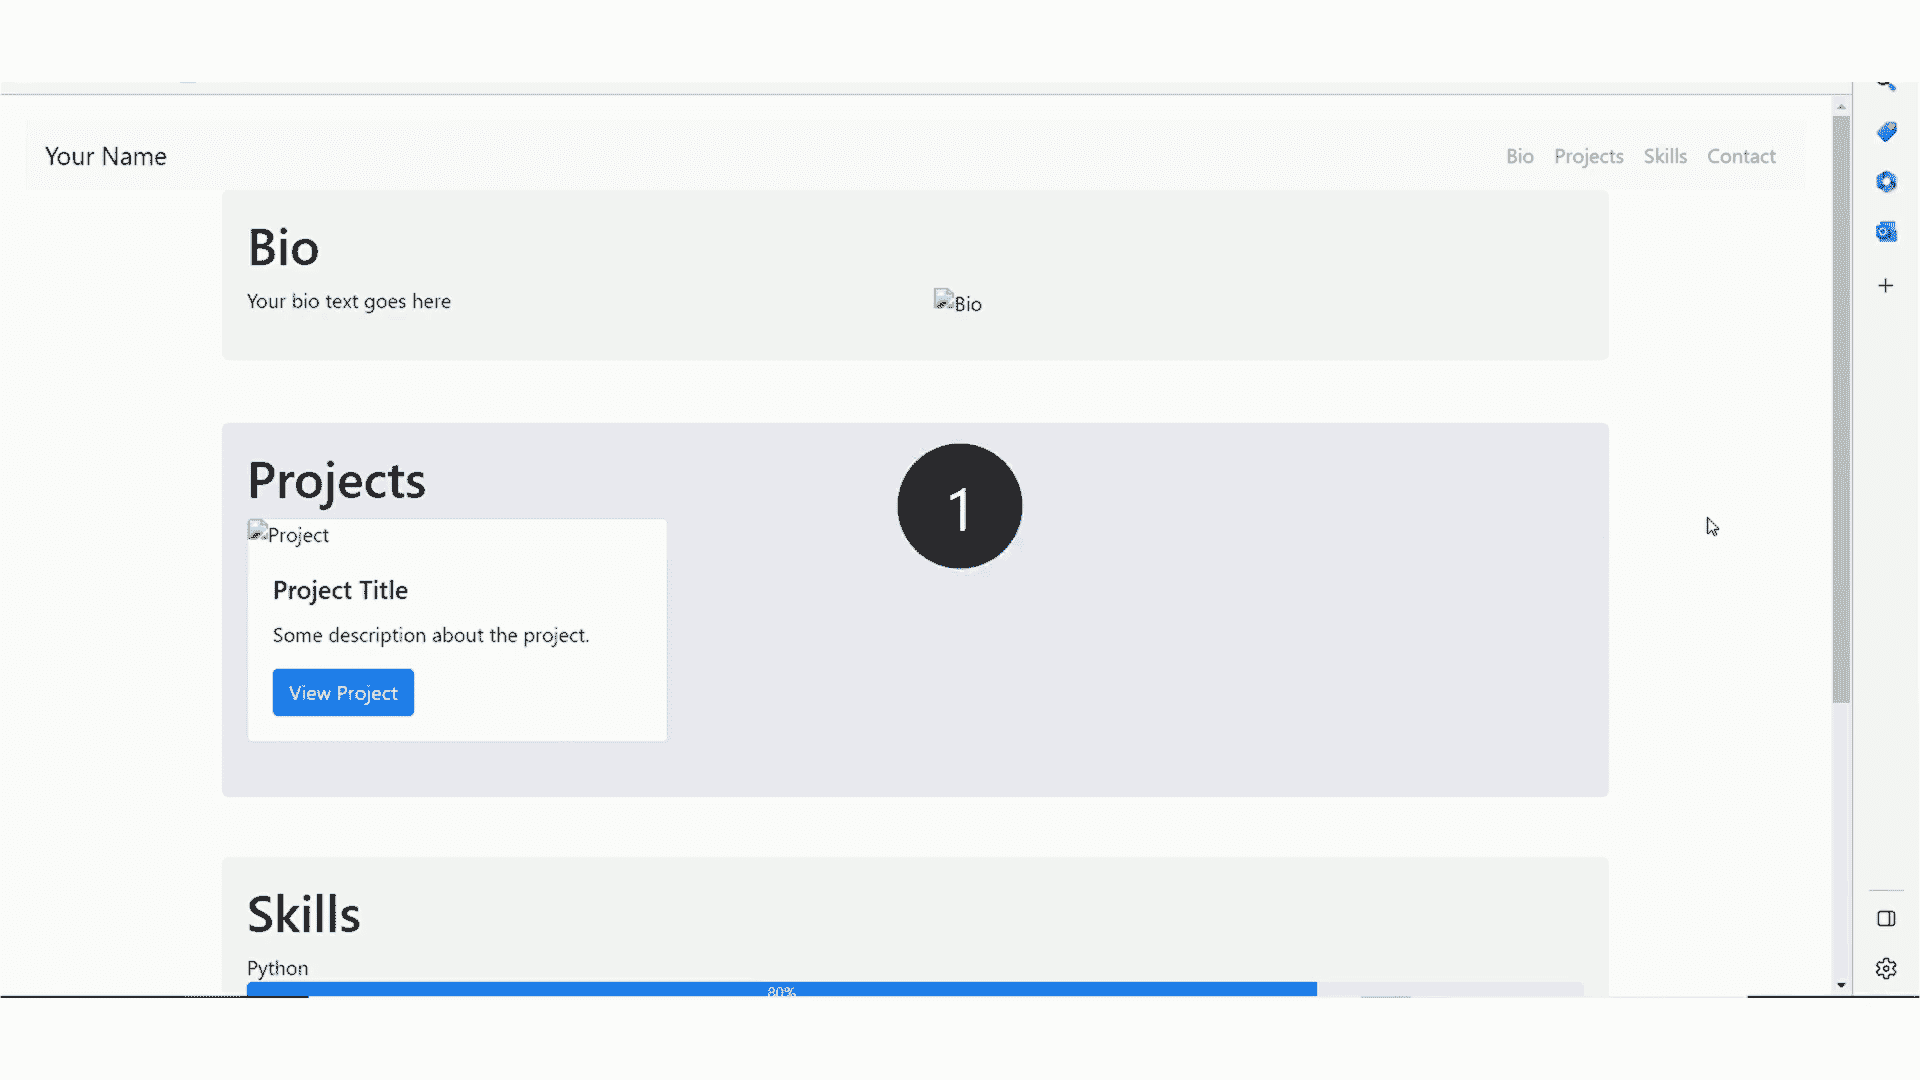 Your Name
Bio Projects Skills Contact
Bio
Your bio text goes here
Bio
Projects
1
Project
Project Title
Some description about the project.
View Project
Skills
Python
80%